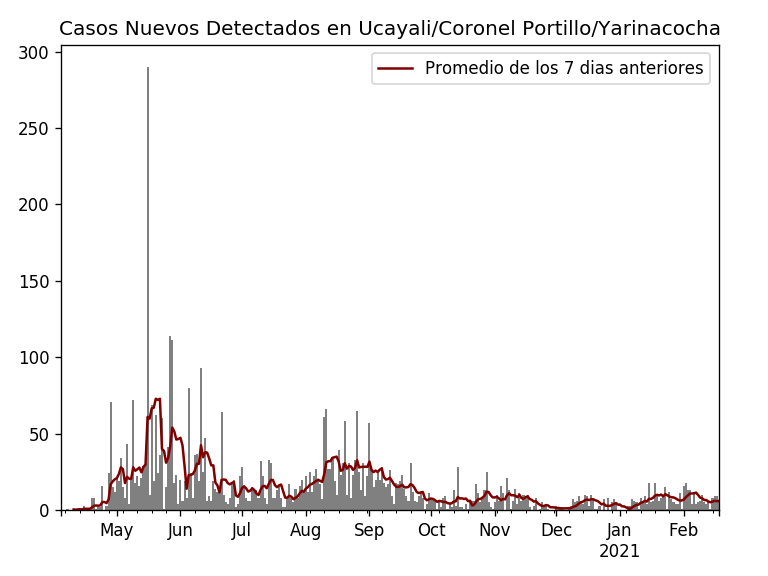 Casos Nuevos Detectados en Ucayali/Coronel Portillo/Yarinacocha
Promedio de los 7 dias anteriores
300
250
200
150
100
50
0
May Jun Jul Aug Sep Oct Nov Dec Jan Feb
2021